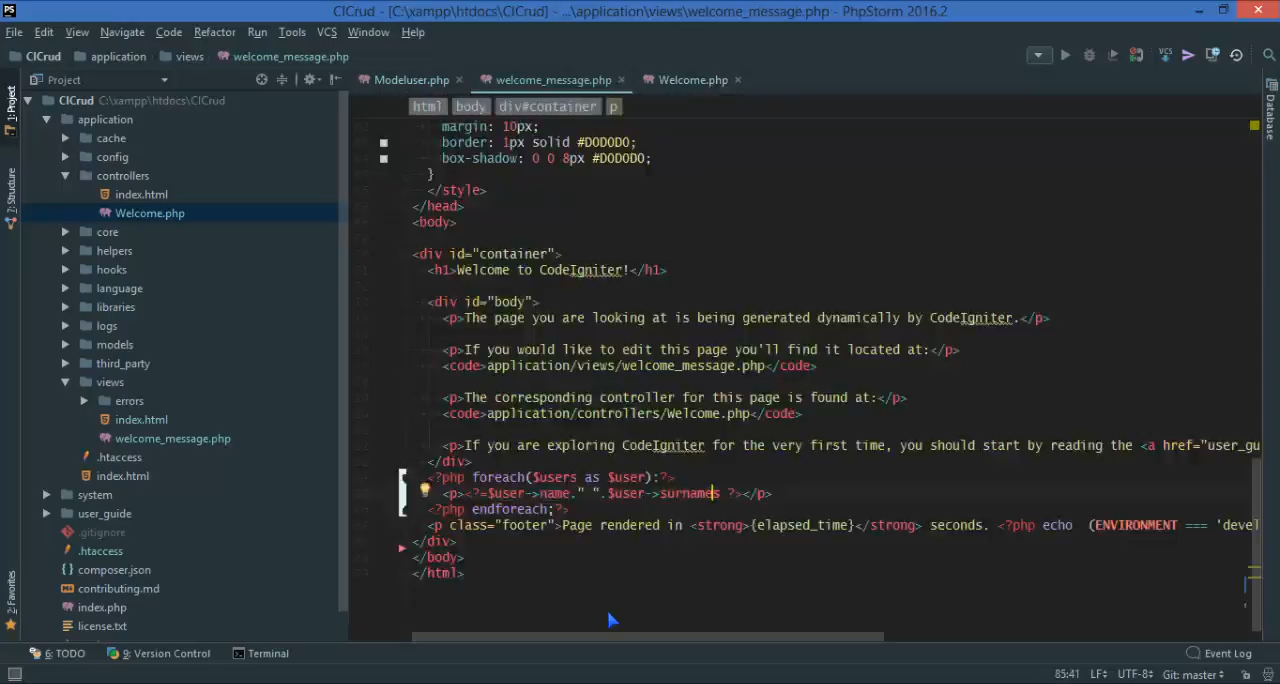 CICrud - [C:\xampp\htdocs\CICrud] - ...\application\views\welcome_message.php - PhpStorm 2016.2
File Edit View Navigate Code Refactor Run Tools VCS Window Help
CICrud application views welcome_message.php
VCS
Project
Modeluser.php welcome_message.php Welcome.php
1: Project
7: Structure
2: Favorites
Database
CICrud C:\xampp\htdocs\CICrud
application
cache
config
controllers
index.html
Welcome.php
core
helpers
hooks
language
libraries
logs
models
third_party
views
errors
index.html
welcome_message.php
.htaccess
index.html
system
user_guide
.gitignore
.htaccess
composer.json
contributing.md
index.php
license.txt
html body div#container p
margin: 10px;
border: 1px solid #D0D0D0;
box-shadow: 0 0 8px #D0D0D0;
}
</style>
</head>
<body>
<div id="container">
<h1>Welcome to CodeIgniter!</h1>
<div id="body">
<p>The page you are looking at is being generated dynamically by CodeIgniter.</p>
<p>If you would like to edit this page you'll find it located at:</p>
<code>application/views/welcome_message.php</code>
<p>The corresponding controller for this page is found at:</p>
<code>application/controllers/Welcome.php</code>
<p>If you are exploring CodeIgniter for the very first time, you should start by reading the <a href="user_gu
</div>
<?php foreach($users as $user):?>
<p><?=$user->name." ".$user->surnames ?></p>
<?php endforeach;?>
<p class="footer">Page rendered in <strong>{elapsed_time}</strong> seconds. <?php echo (ENVIRONMENT === 'devel
</div>
</body>
</html>
6: TODO 9: Version Control Terminal Event Log
85:41 LF UTF-8 Git: master